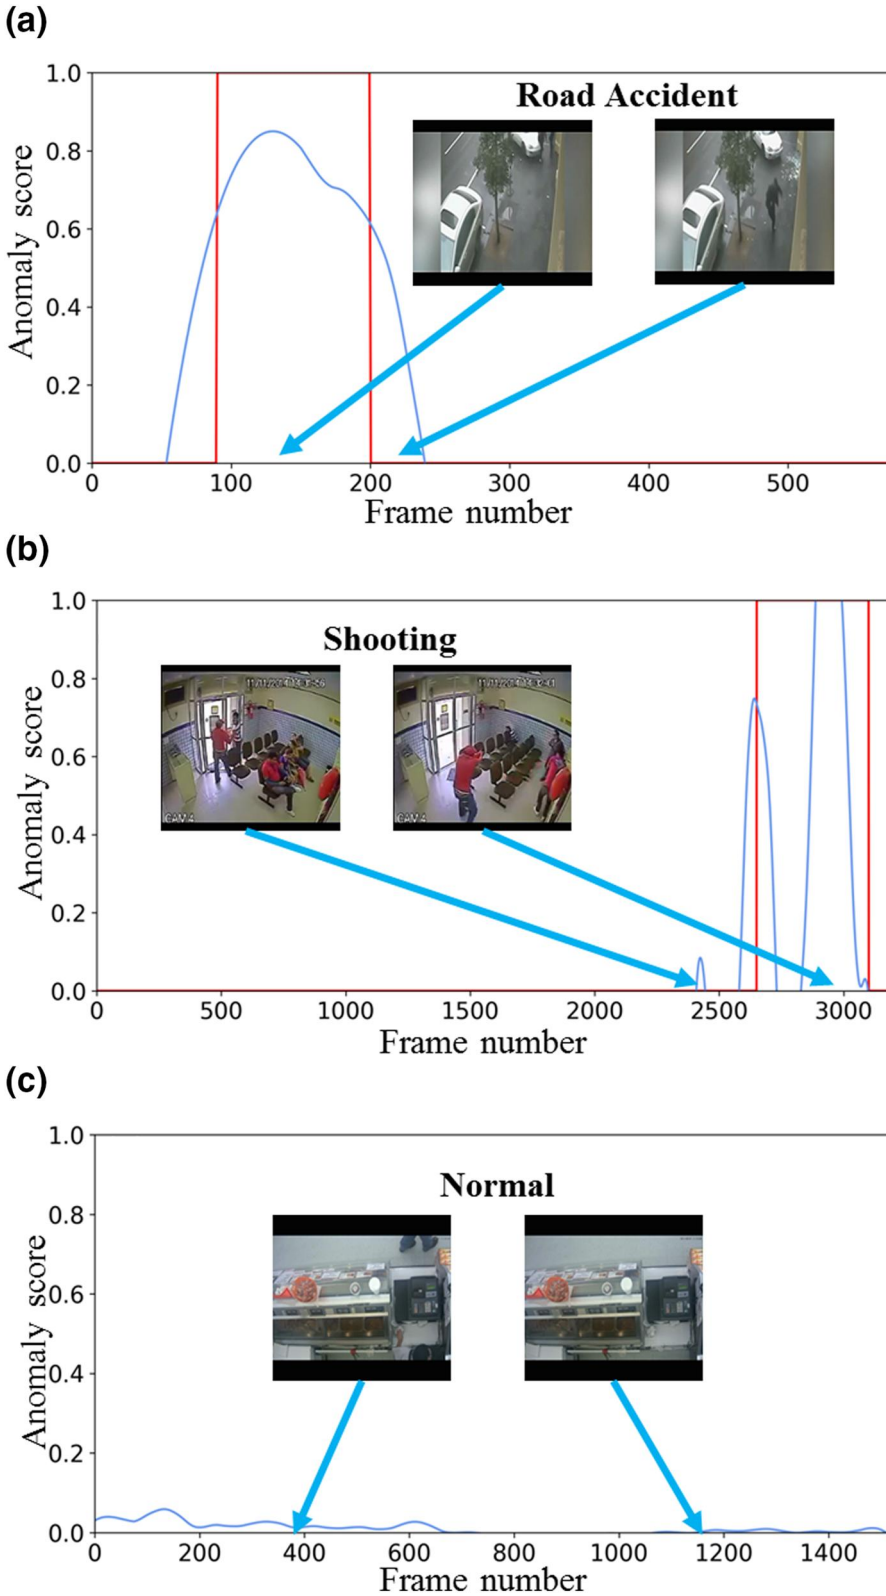 (a)
Road Accident
1.0
0.8
0.6
0.4
0.2
0.0
Anomaly score
0 100 200 300 400 500
Frame number
(b)
Shooting
1.0
0.8
0.6
0.4
0.2
0.0
Anomaly score
CAM 4
CAM 4
0 500 1000 1500 2000 2500 3000
Frame number
(c)
Normal
1.0
0.8
0.6
0.4
0.2
0.0
Anomaly score
0 200 400 600 800 1000 1200 1400
Frame number